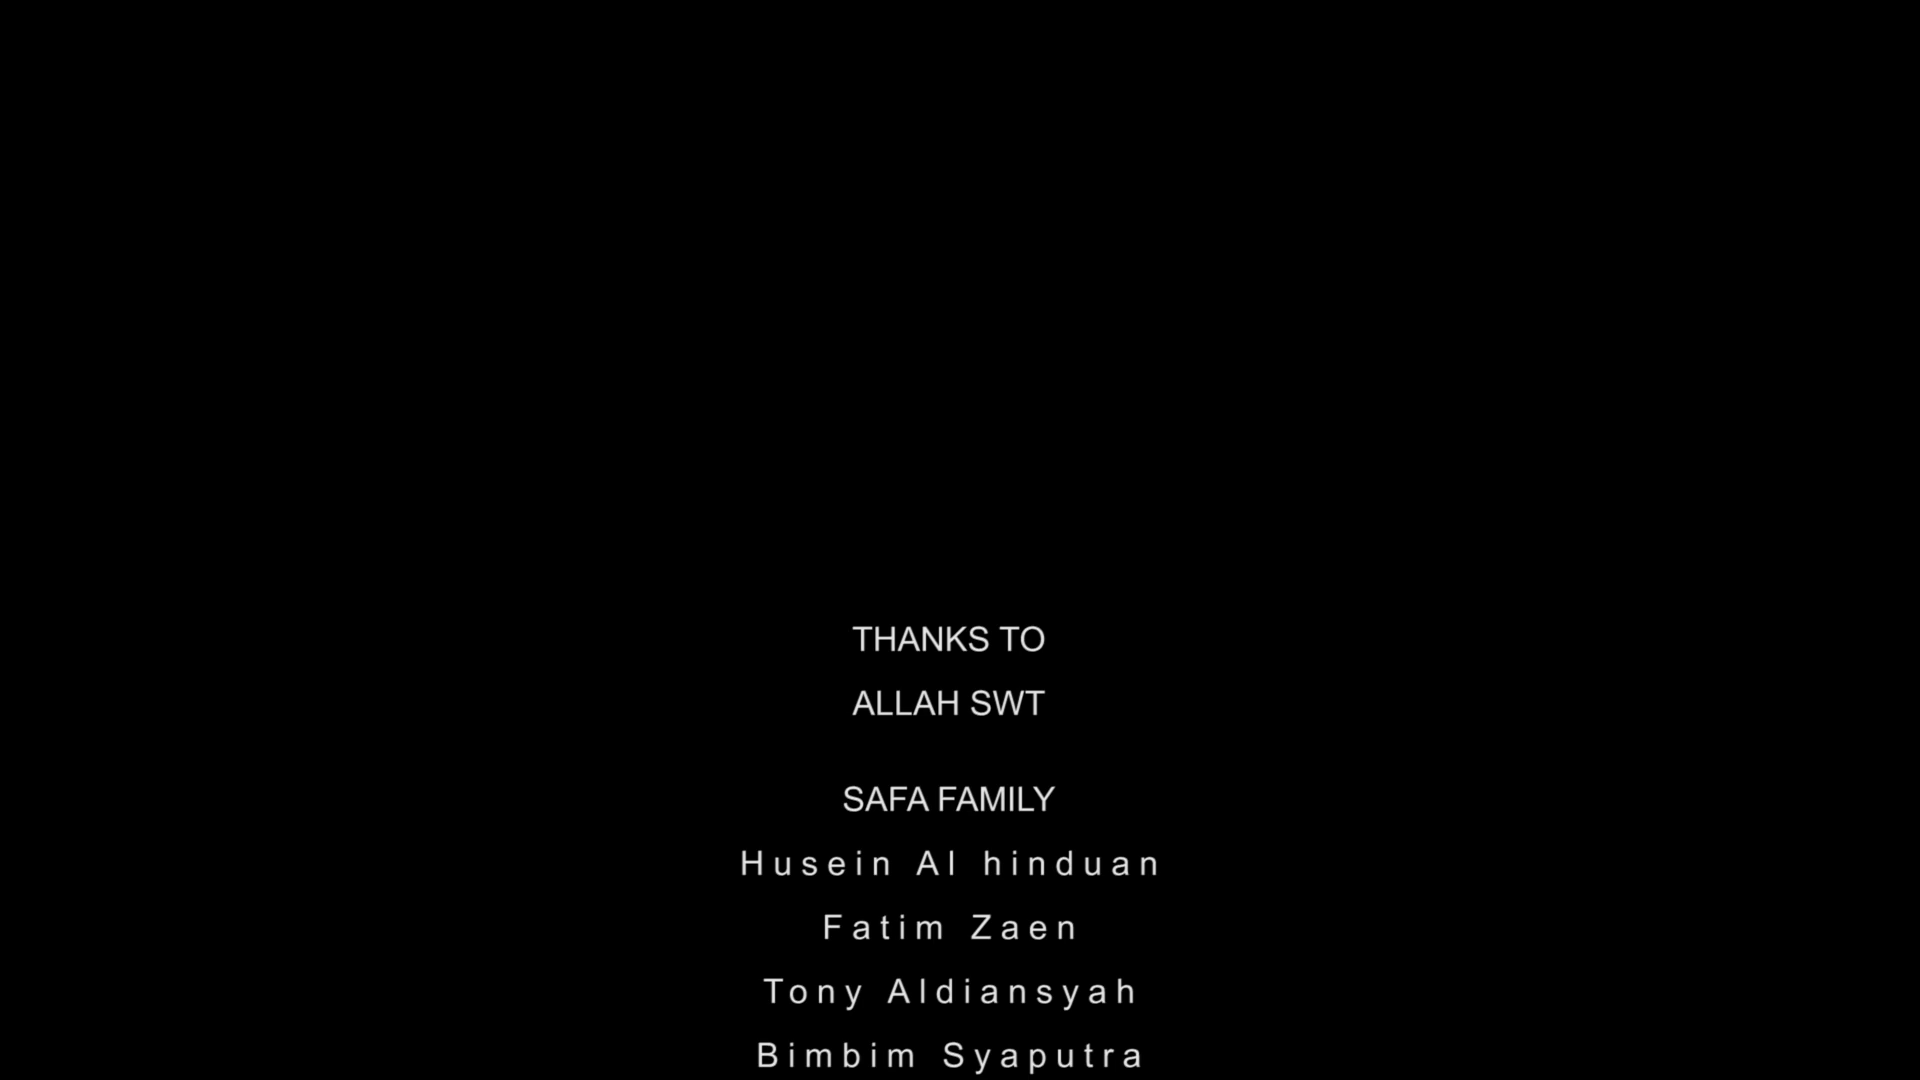 THANKS TO
ALLAH SWT
SAFA FAMILY
Husein Al hinduan
Fatim Zaen
Tony Aldiansyah
Bimbim Syaputra